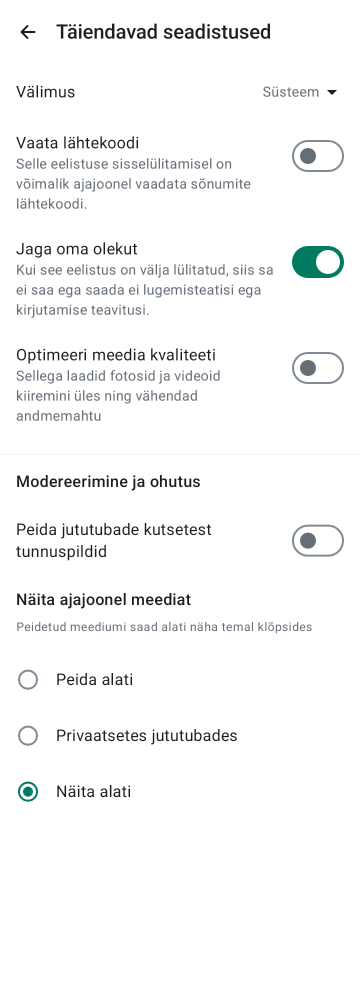 Täiendavad seadistused
Välimus
Süsteem
Vaata lähtekoodi
Selle eelistuse sisselülitamisel on
võimalik ajajoonel vaadata sõnumite
lähtekoodi.
Jaga oma olekut
Kui see eelistus on välja lülitatud, siis sa
ei saa ega saada ei lugemisteatisi ega
kirjutamise teavitusi.
Optimeeri meedia kvaliteeti
Sellega laadid fotosid ja videoid
kiiremini üles ning vähendad
andmemahtu
Modereerimine ja ohutus
Peida jututubade kutsetest
tunnuspildid
Näita ajajoonel meediat
Peidetud meediumi saad alati näha temal klõpsides
Peida alati
Privaatsetes jututubades
Näita alati